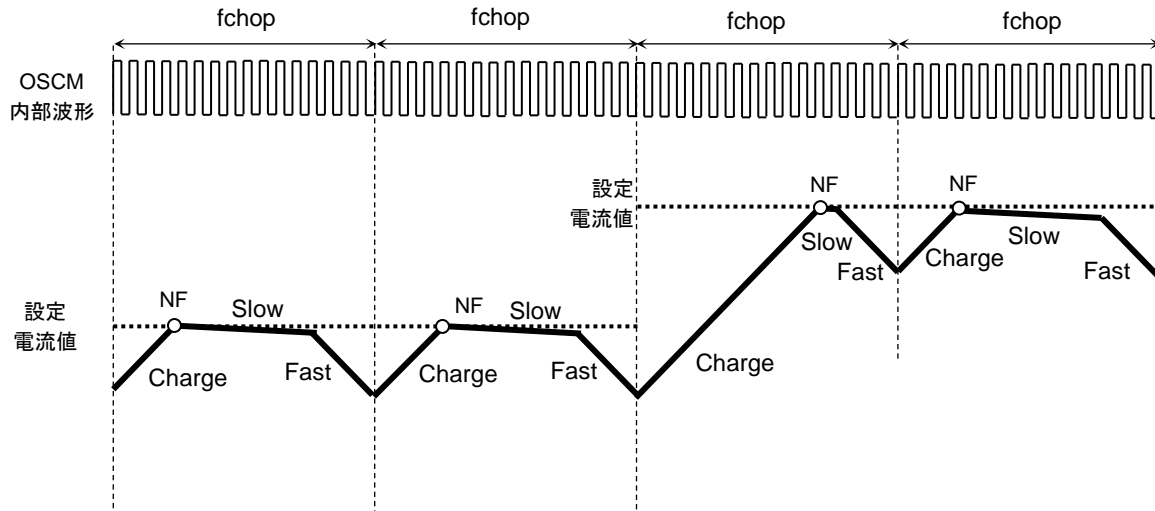 fchop
fchop
fchop
fchop
OSCM
内部波形
設定
電流値
NF
Slow
Fast
Charge
NF
Slow
Fast
Charge
設定
電流値
NF
Slow
Charge
Fast
NF
Slow
Charge
Fast